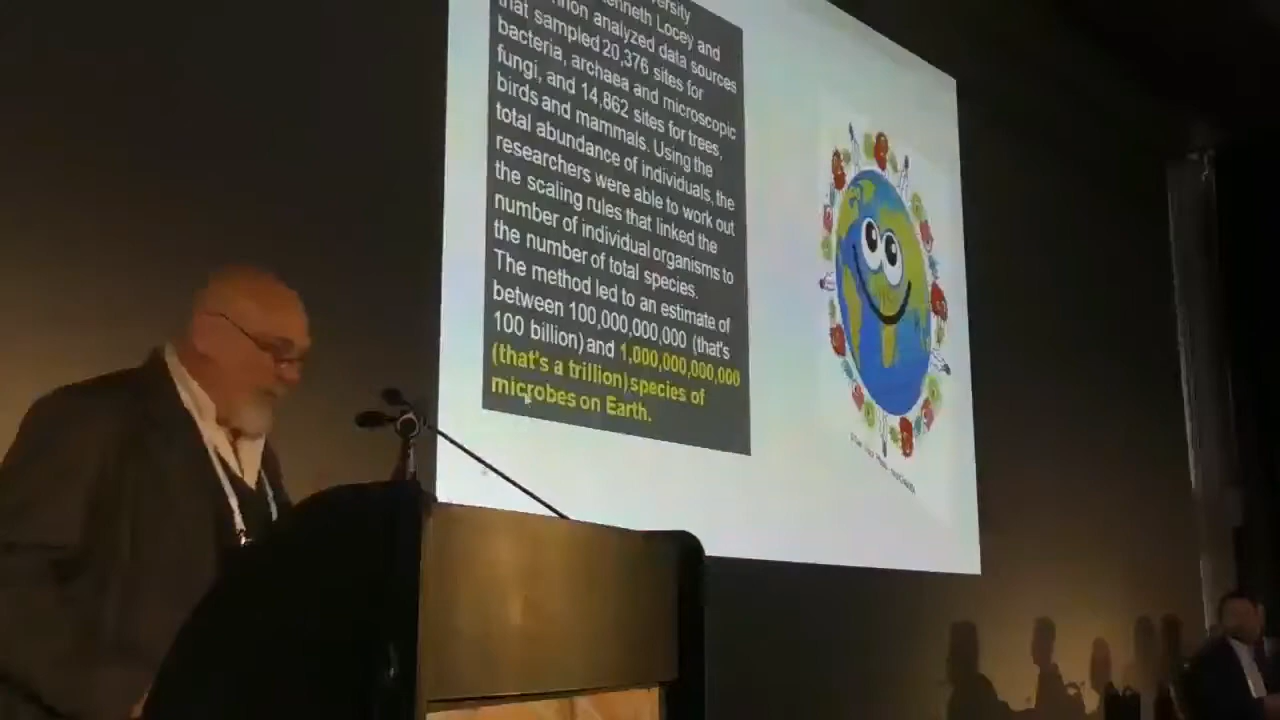 Kenneth Locey and
analyzed data sources
that sampled 20,376 sites for
bacteria, archaea and microscopic
fungi, and 14,862 sites for trees,
birds and mammals. Using the
total abundance of individuals, the
researchers were able to work out
the scaling rules that linked the
number of individual organisms to
the number of total species.
The method led to an estimate of
between 100,000,000,000 (that's
100 billion) and 1,000,000,000,000
(that's a trillion) species of
microbes on Earth.